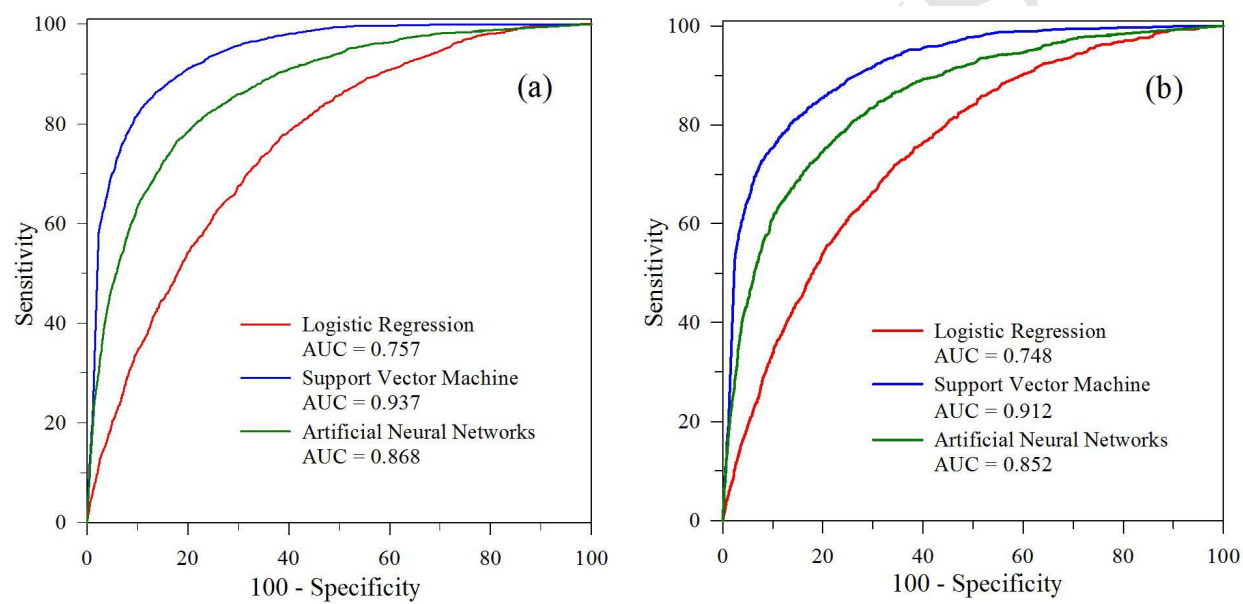 100
80
60
40
20
0
Sensitivity
(a)
Logistic Regression
AUC = 0.757
Support Vector Machine
AUC = 0.937
Artificial Neural Networks
AUC = 0.868
0 20 40 60 80 100
100 - Specificity
100
80
60
40
20
0
Sensitivity
(b)
Logistic Regression
AUC = 0.748
Support Vector Machine
AUC = 0.912
Artificial Neural Networks
AUC = 0.852
0 20 40 60 80 100
100 - Specificity